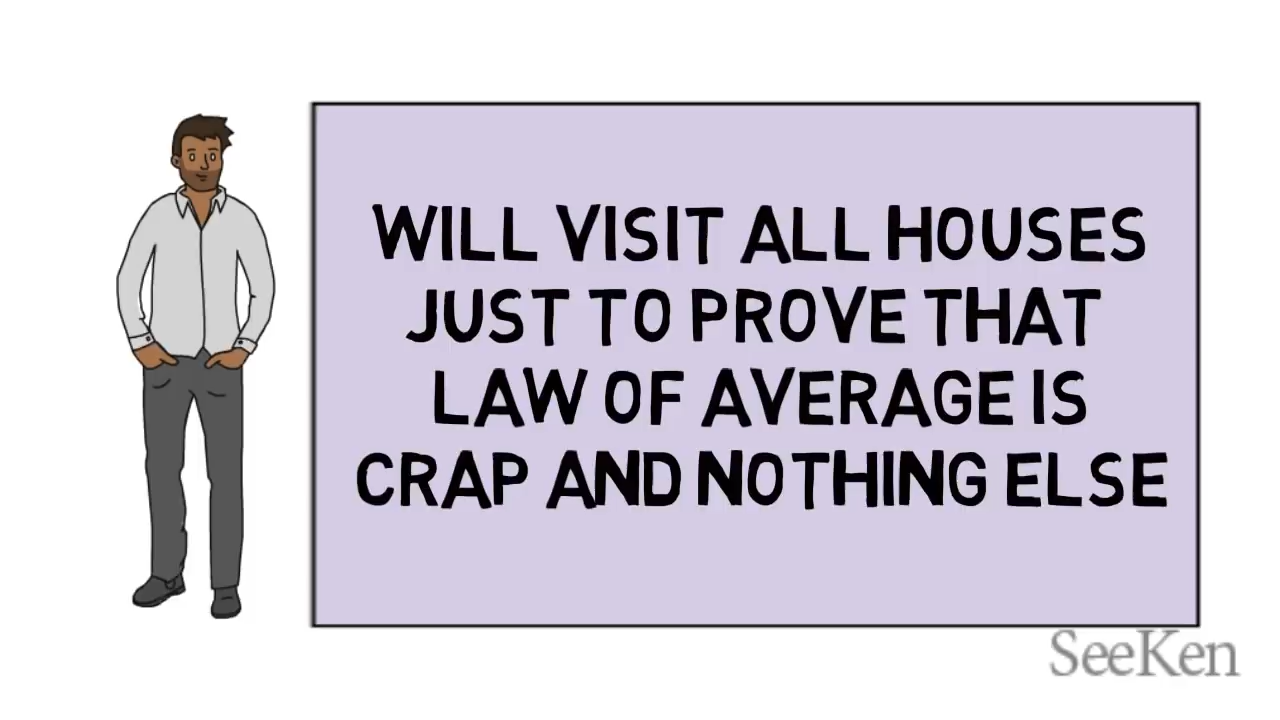 WILL VISIT ALL HOUSES
JUST TO PROVE THAT
LAW OF AVERAGE IS
CRAP AND NOTHING ELSE
SeeKen